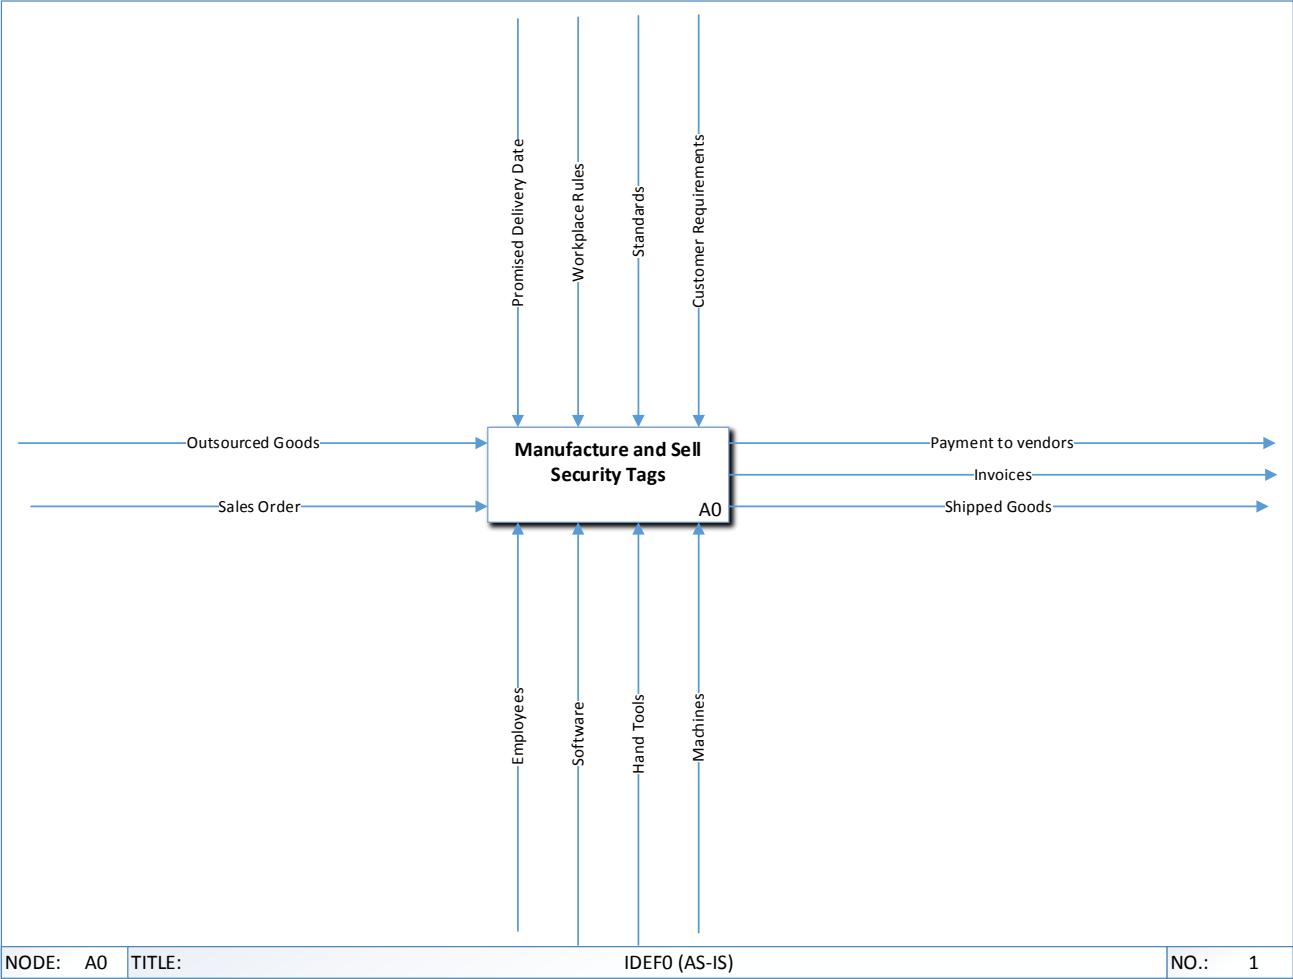 Promised Delivery Date
Workplace Rules
Standards
Customer Requirements
Outsourced Goods
Sales Order
Manufacture and Sell
Security Tags
A0
Payment to vendors
Invoices
Shipped Goods
Employees
Software
Hand Tools
Machines
NODE: A0 TITLE: IDEF0 (AS-IS) NO.: 1